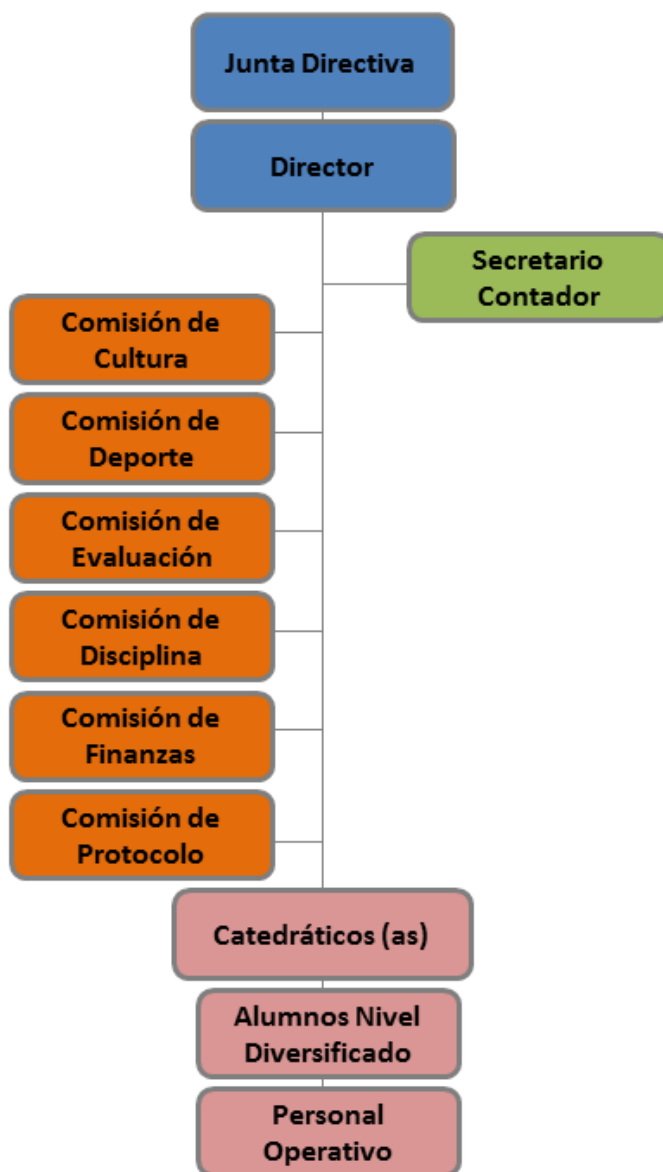 Junta Directiva
Director
Secretario
Contador
Comisión de
Cultura
Comisión de
Deporte
Comisión de
Evaluación
Comisión de
Disciplina
Comisión de
Finanzas
Comisión de
Protocolo
Catedráticos (as)
Alumnos Nivel
Diversificado
Personal
Operativo